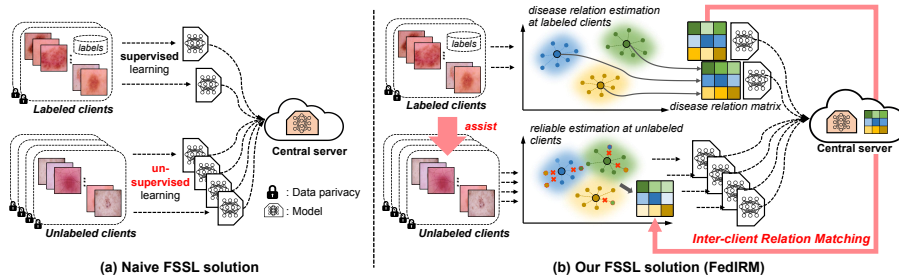 labels
Labeled clients
supervised
learning
Central server
un-
supervised
learning
Unlabeled clients
: Data parivacy
: Model
(a) Naive FSSL solution
disease relation estimation
at labeled clients
labels
Labeled clients
disease relation matrix
assist
reliable estimation at unlabeled
clients
Central server
Unlabeled clients
Inter-client Relation Matching
(b) Our FSSL solution (FedIRM)